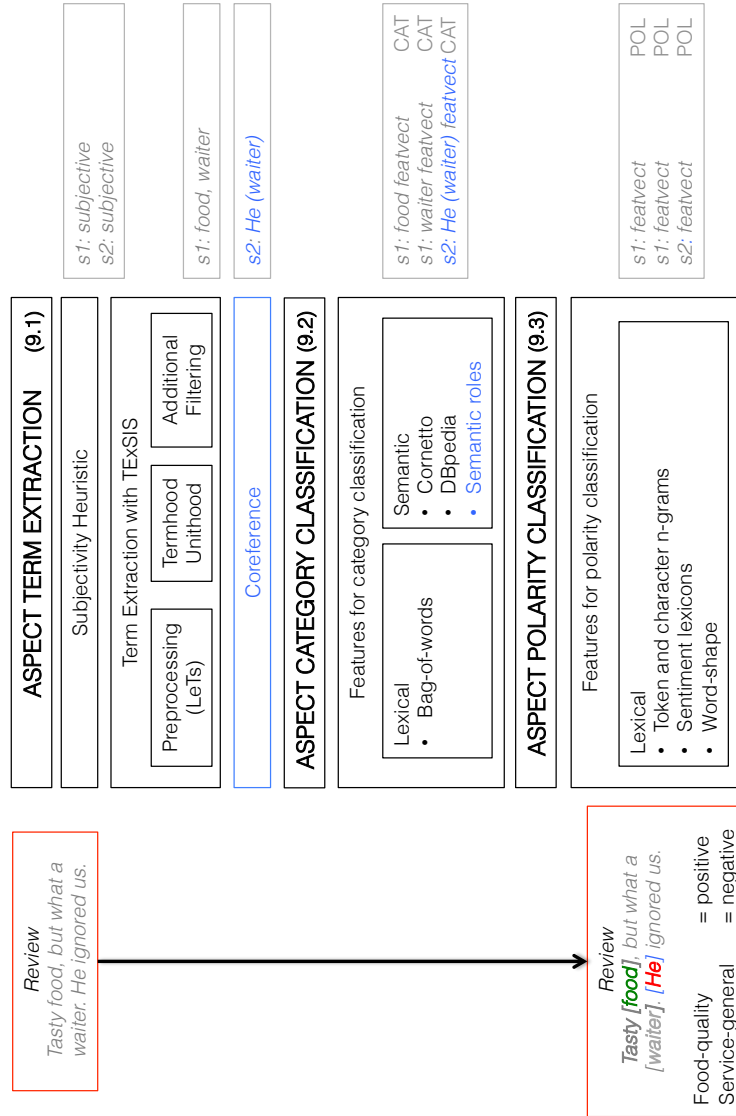 Review
Tasty food, but what a
waiter. He ignored us.
Review
Tasty [food], but what a
[waiter]. [He] ignored us.
Food-quality = positive
Service-general = negative
ASPECT TERM EXTRACTION (9.1)
Subjectivity Heuristic
Term Extraction with TExSIS
Preprocessing
(LeTs)
Termhood
Unithood
Additional
Filtering
Coreference
ASPECT CATEGORY CLASSIFICATION (9.2)
Features for category classification
Lexical
• Bag-of-words
Semantic
• Cornetto
• DBpedia
• Semantic roles
ASPECT POLARITY CLASSIFICATION (9.3)
Features for polarity classification
Lexical
• Token and character n-grams
• Sentiment lexicons
• Word-shape
s1: subjective
s2: subjective
s1: food, waiter
s2: He (waiter)
s1: food featvect CAT
s1: waiter featvect CAT
s2: He (waiter) featvect CAT
s1: featvect POL
s1: featvect POL
s2: featvect POL